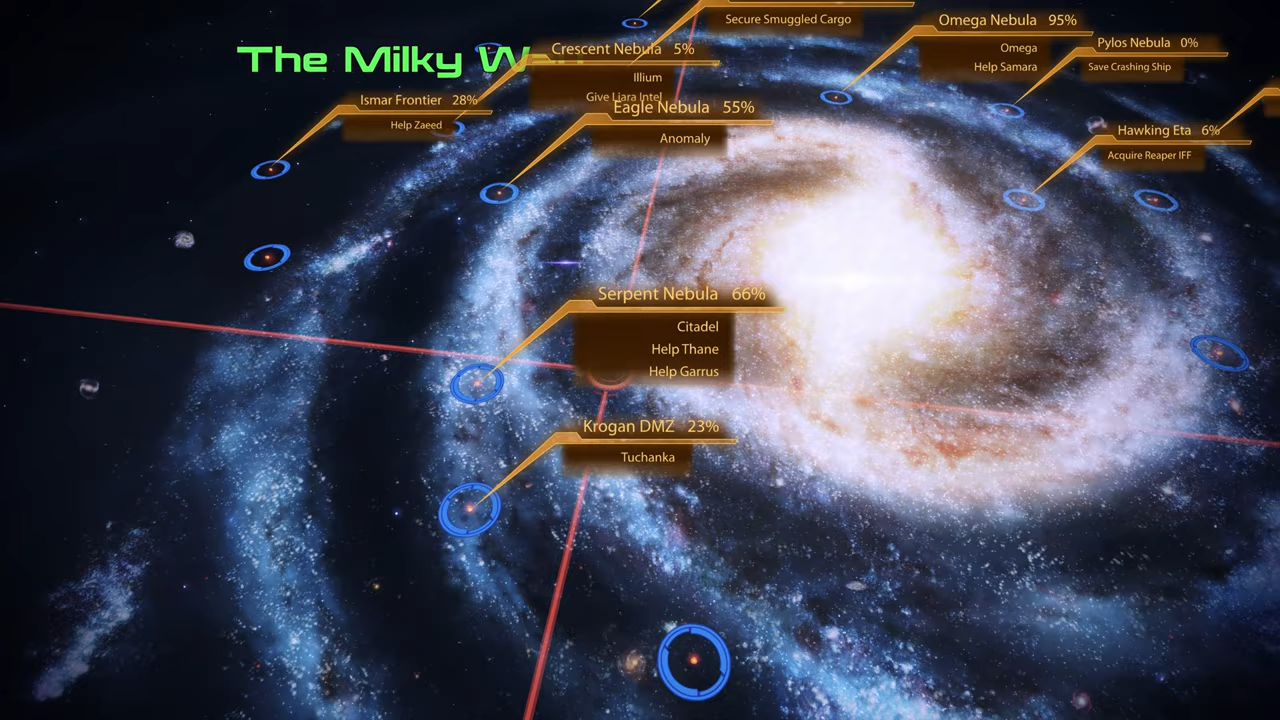 Secure Smuggled Cargo
Omega Nebula 95%
Omega
Help Samara
Pylos Nebula 0%
Save Crashing Ship
The Milky Way
Crescent Nebula 5%
Illium
Give Liara Intel
Ismar Frontier 28%
Help Zaeed
Eagle Nebula 55%
Anomaly
Hawking Eta 6%
Acquire Reaper IFF
Serpent Nebula 66%
Citadel
Help Thane
Help Garrus
Krogan DMZ 23%
Tuchanka